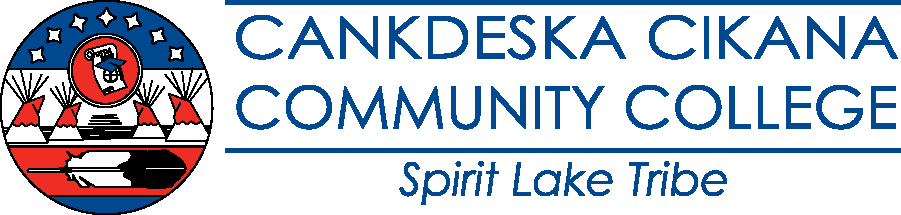 CANKDESKA CIKANA
COMMUNITY COLLEGE
Spirit Lake Tribe